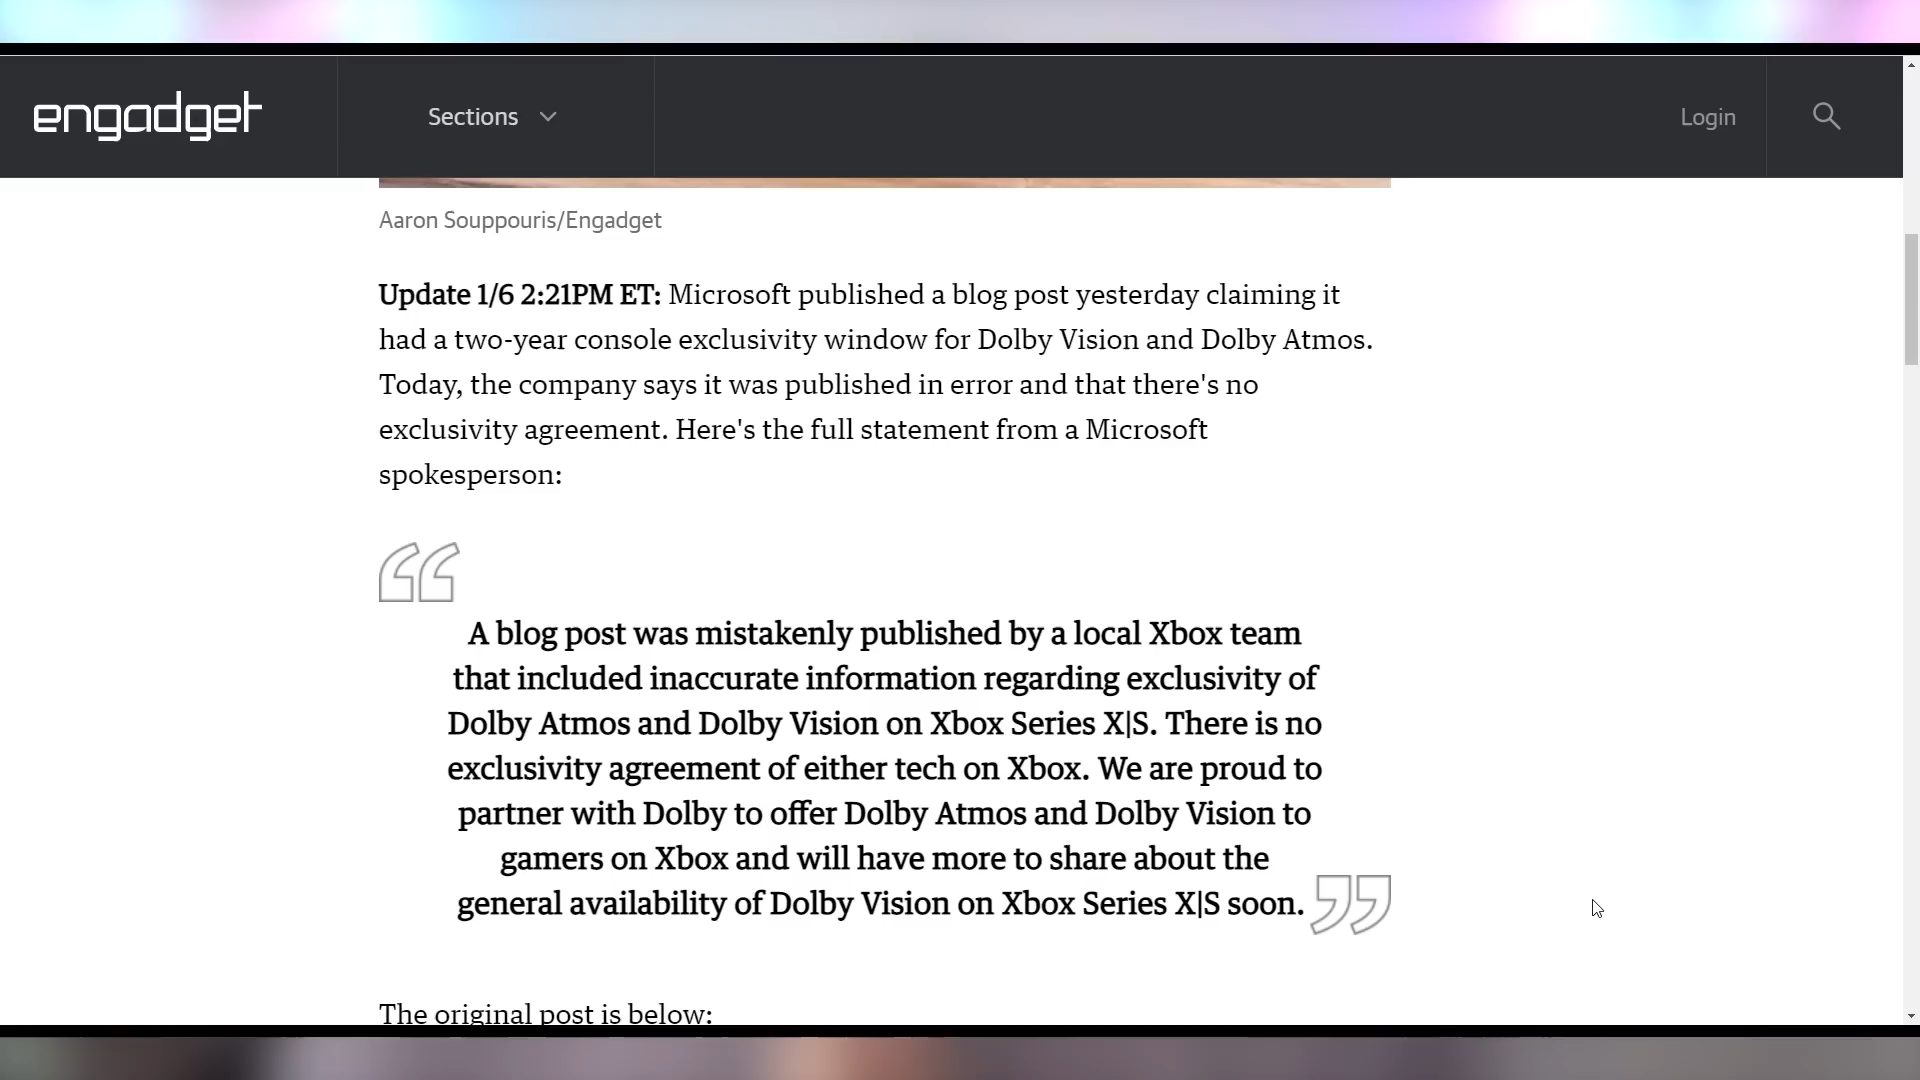 engadget
Sections
Login
Aaron Souppouris/Engadget
Update 1/6 2:21PM ET: Microsoft published a blog post yesterday claiming it
had a two-year console exclusivity window for Dolby Vision and Dolby Atmos.
Today, the company says it was published in error and that there's no
exclusivity agreement. Here's the full statement from a Microsoft
spokesperson:
“
A blog post was mistakenly published by a local Xbox team
that included inaccurate information regarding exclusivity of
Dolby Atmos and Dolby Vision on Xbox Series X|S. There is no
exclusivity agreement of either tech on Xbox. We are proud to
partner with Dolby to offer Dolby Atmos and Dolby Vision to
gamers on Xbox and will have more to share about the
general availability of Dolby Vision on Xbox Series X|S soon. ”
The original post is below: